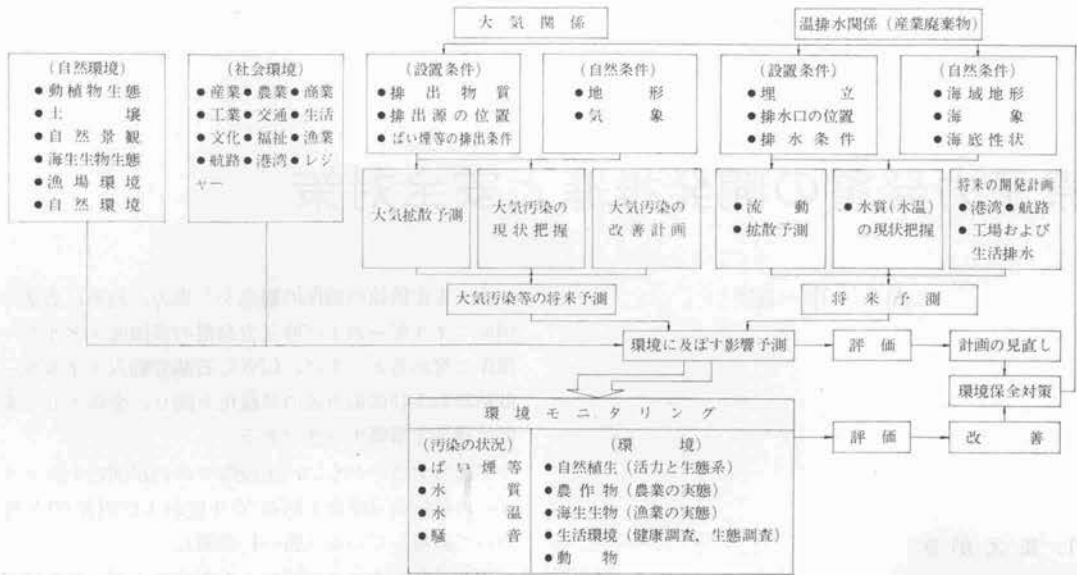 大気関係
温排水関係(産業廃棄物)
(自然環境)
●動植物生態
●土壌
●自然景観
●海生生物生態
●漁場環境
●自然環境
(社会環境)
●産業●農業●商業
●工業●交通●生活
●文化●福祉●漁業
●航路●港湾●レジ
ャー
(設置条件)
●排出物質
●排出源の位置
●ばい煙等の排出条件
(自然条件)
●地形
●気象
(設置条件)
●埋立
●排水口の位置
●排水条件
(自然条件)
●海域地形
●海象
●海底性状
大気拡散予測
大気汚染の
現状把握
大気汚染の
改善計画
●流動
●拡散予測
●水質(水温)
の現状把握
将来の開発計画
●港湾●航路
●工場および
生活排水
大気汚染等の将来予測
将来予測
環境に及ぼす影響予測
評価
計画の見直し
環境保全対策
環境モニタリング
(汚染の状況)
●ばい煙等
●水質
●水温
●騒音
(環境)
●自然植生(活力と生態系)
●農作物(農業の実態)
●海生生物(漁業の実態)
●生活環境(健康調査,生態調査)
●動物
評価
改善